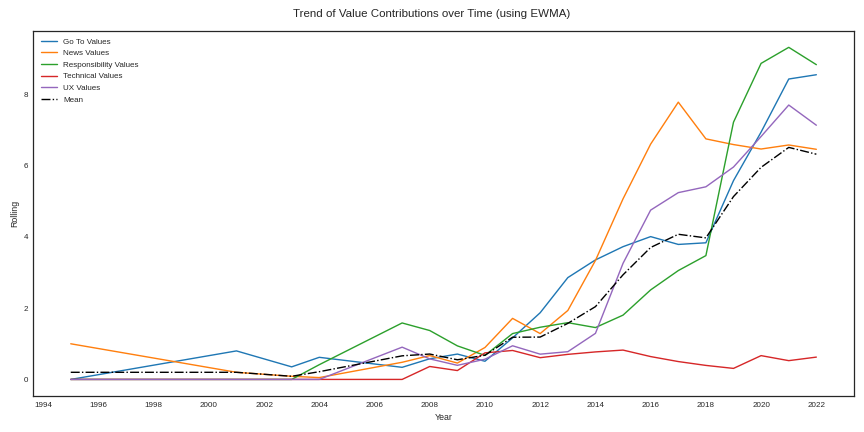 Trend of Value Contributions over Time (using EWMA)
Go To Values
News Values
Responsibility Values
Technical Values
UX Values
Mean
Rolling
8
6
4
2
0
1994 1996 1998 2000 2002 2004 2006 2008 2010 2012 2014 2016 2018 2020 2022
Year